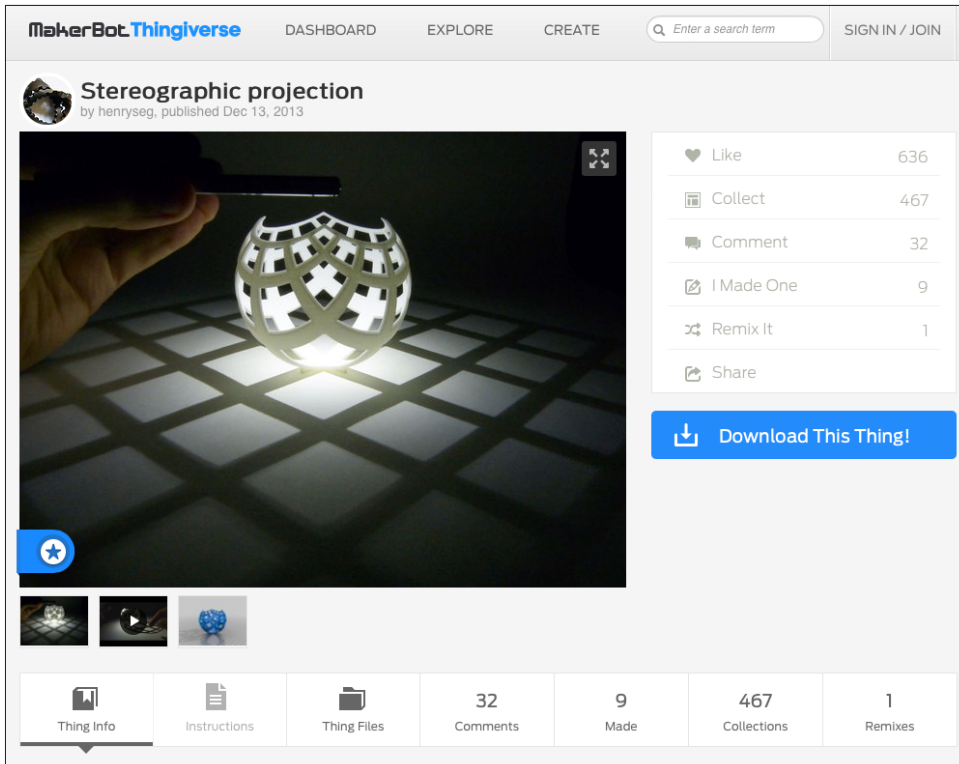 MakerBot Thingiverse DASHBOARD EXPLORE CREATE Enter a search term SIGN IN / JOIN
Stereographic projection
by henryseg, published Dec 13, 2013
Like 636
Collect 467
Comment 32
I Made One 9
Remix It 1
Share
Download This Thing!
32 9 467 1
Thing Info Instructions Thing Files Comments Made Collections Remixes